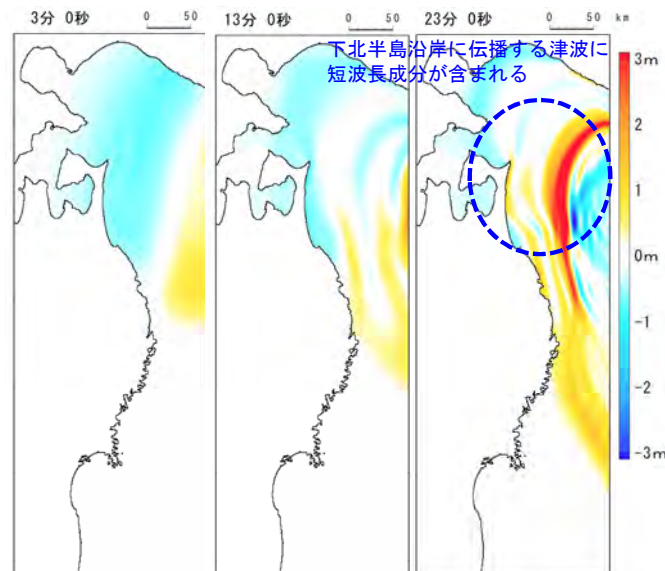 3分 0秒
0 50
13分 0秒
0 50
23分 0秒
0 50 km
下北半島沿岸に伝播する津波に
短波長成分が含まれる
3m
2
1
0m
-1
-2
-3m